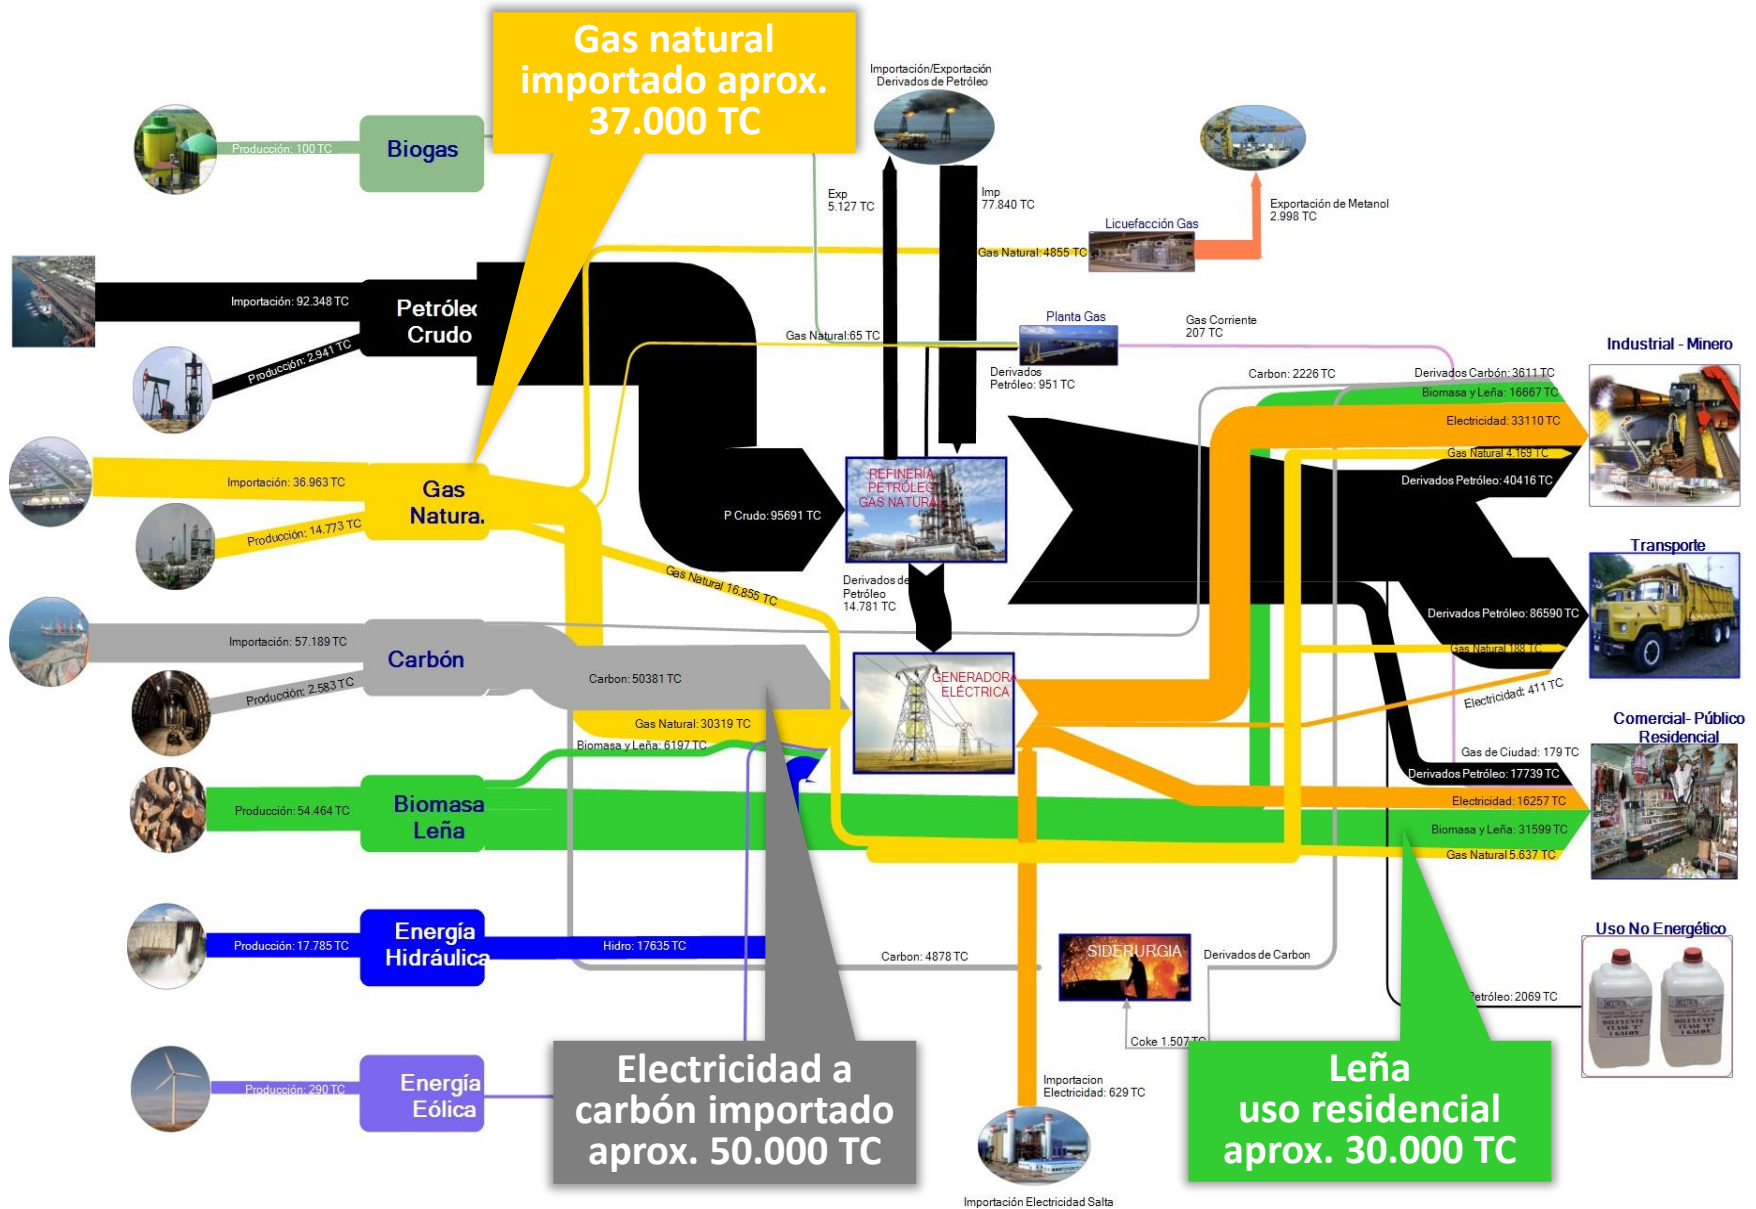 Gas natural
importado aprox.
37.000 TC
Importación/Exportación
Derivados de Petróleo
Producción: 100 TC
Biogas
Exp
5.127 TC
Imp
77.840 TC
Exportación de Metanol
2.998 TC
Licuefacción Gas
Gas Natural: 4855 TC
Importación: 92.348 TC
Petróleo
Crudo
Producción: 2.941 TC
Gas Natural:65 TC
Planta Gas
Gas Corriente
207 TC
Derivados
Petróleo: 951 TC
Carbon: 2226 TC
Industrial - Minero
Derivados Carbón: 3611 TC
Biomasa y Leña: 16667 TC
Electricidad: 33110 TC
Gas Natural 4.169 TC
Derivados Petróleo: 40416 TC
Importación: 36.963 TC
Gas
Natura.
Producción: 14.773 TC
P Crudo: 95691 TC
REFINERÍA
PETRÓLEO
GAS NATURAL
Gas Natural 16.855 TC
Derivados de
Petróleo
14.781 TC
Transporte
Derivados Petróleo: 86590 TC
Gas Natural 188 TC
Electricidad: 411 TC
Importación: 57.189 TC
Carbón
Producción: 2.583 TC
Carbon: 50381 TC
GENERADORA
ELÉCTRICA
Gas Natural: 30319 TC
Biomasa y Leña: 6197 TC
Comercial- Público
Residencial
Gas de Ciudad: 179 TC
Derivados Petróleo: 17739 TC
Electricidad: 16257 TC
Biomasa y Leña: 31599 TC
Gas Natural 5.637 TC
Producción: 54.464 TC
Biomasa
Leña
Producción: 17.785 TC
Energía
Hidráulica
Hidro: 17635 TC
Carbon: 4878 TC
SIDERURGIA
Derivados de Carbon
Coke 1.507 TC
Uso No Energético
Petróleo: 2069 TC
DILUYENTE
CLASE "F"
1 GALON
DILUYENTE
CLASE "F"
1 GALON
Producción: 290 TC
Energía
Eólica
Electricidad a
carbón importado
aprox. 50.000 TC
Importacion
Electricidad: 629 TC
Importación Electricidad Salta
Leña
uso residencial
aprox. 30.000 TC